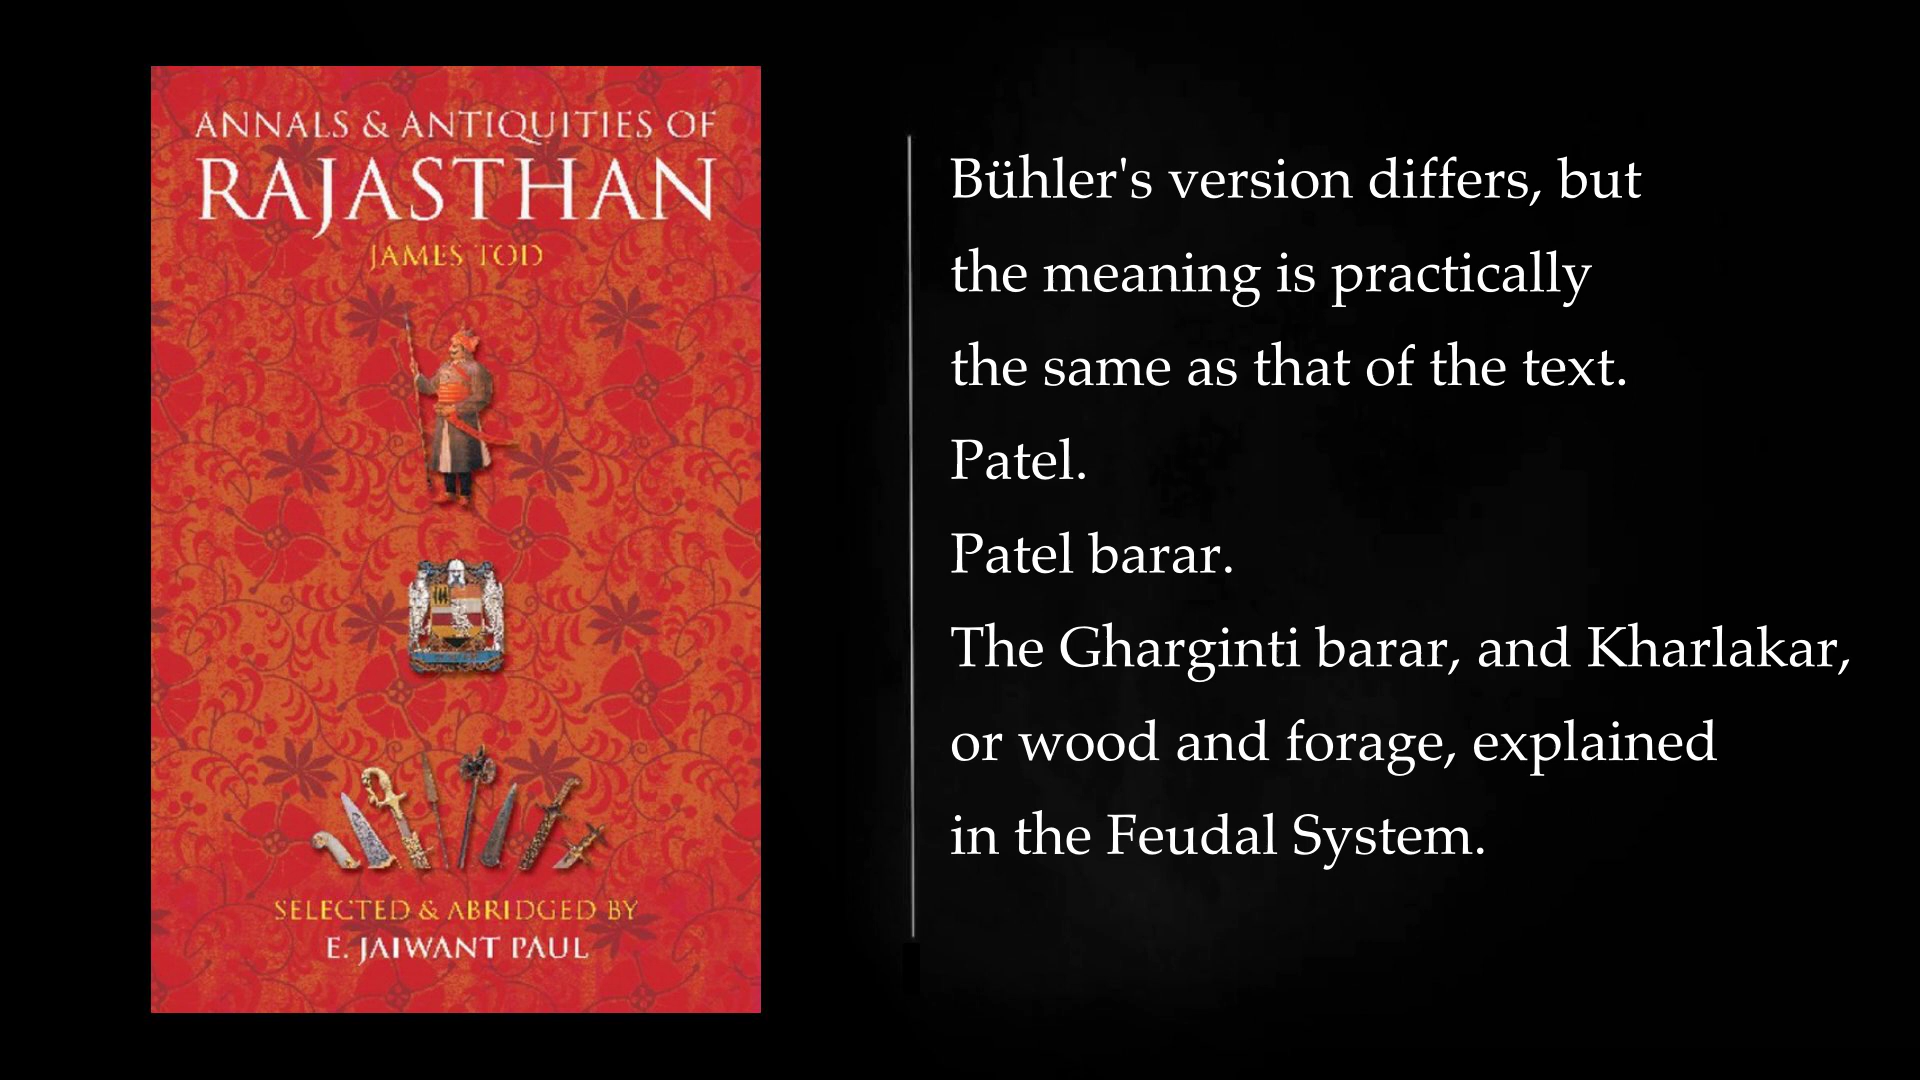 ANNALS & ANTIQUITIES OF
RAJASTHAN
JAMES TOD
SELECTED & ABRIDGED BY
E. JAIWANT PAUL
Bühler's version differs, but
the meaning is practically
the same as that of the text.
Patel.
Patel barar.
The Gharginti barar, and Kharlakar,
or wood and forage, explained
in the Feudal System.